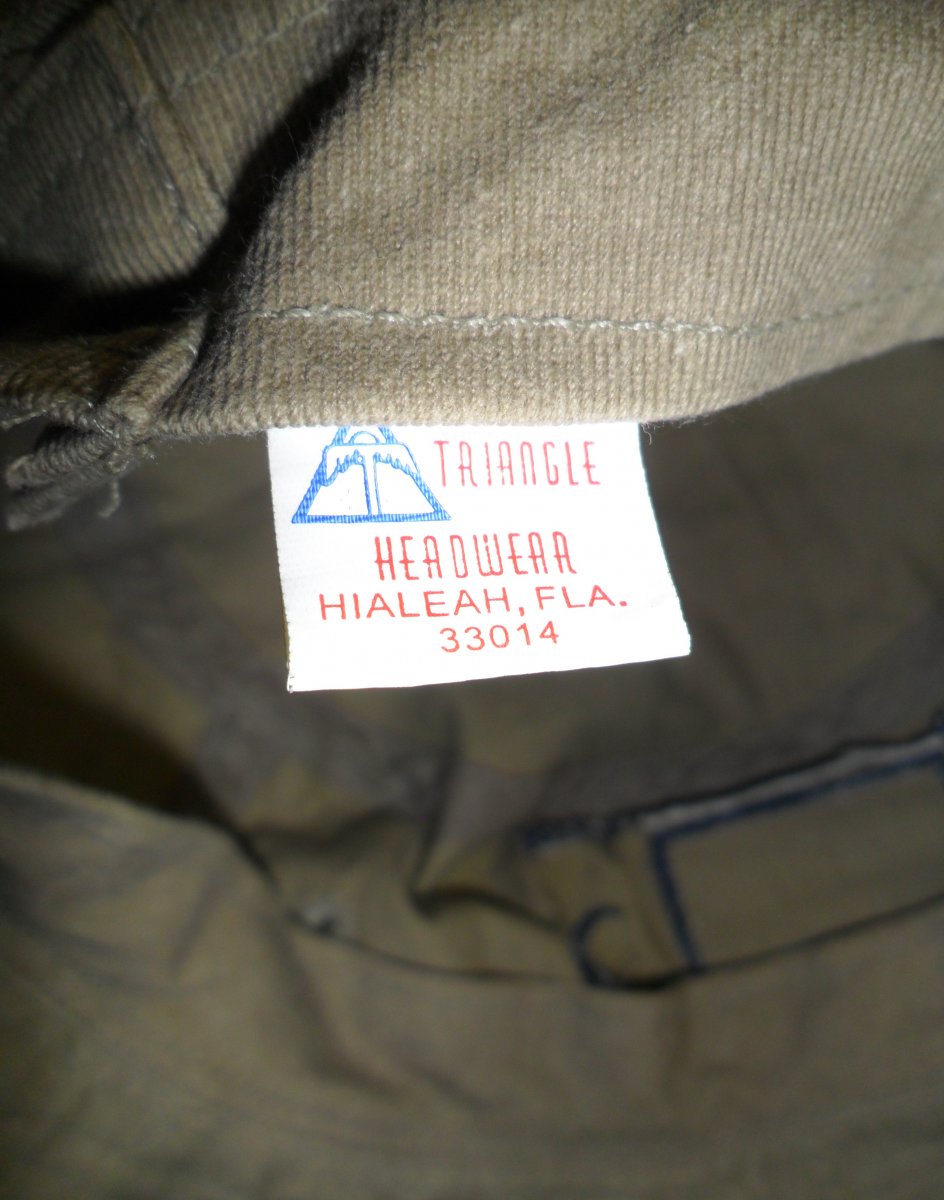 TRIANGLE
HEADWEAR
HIALEAH, FLA.
33014